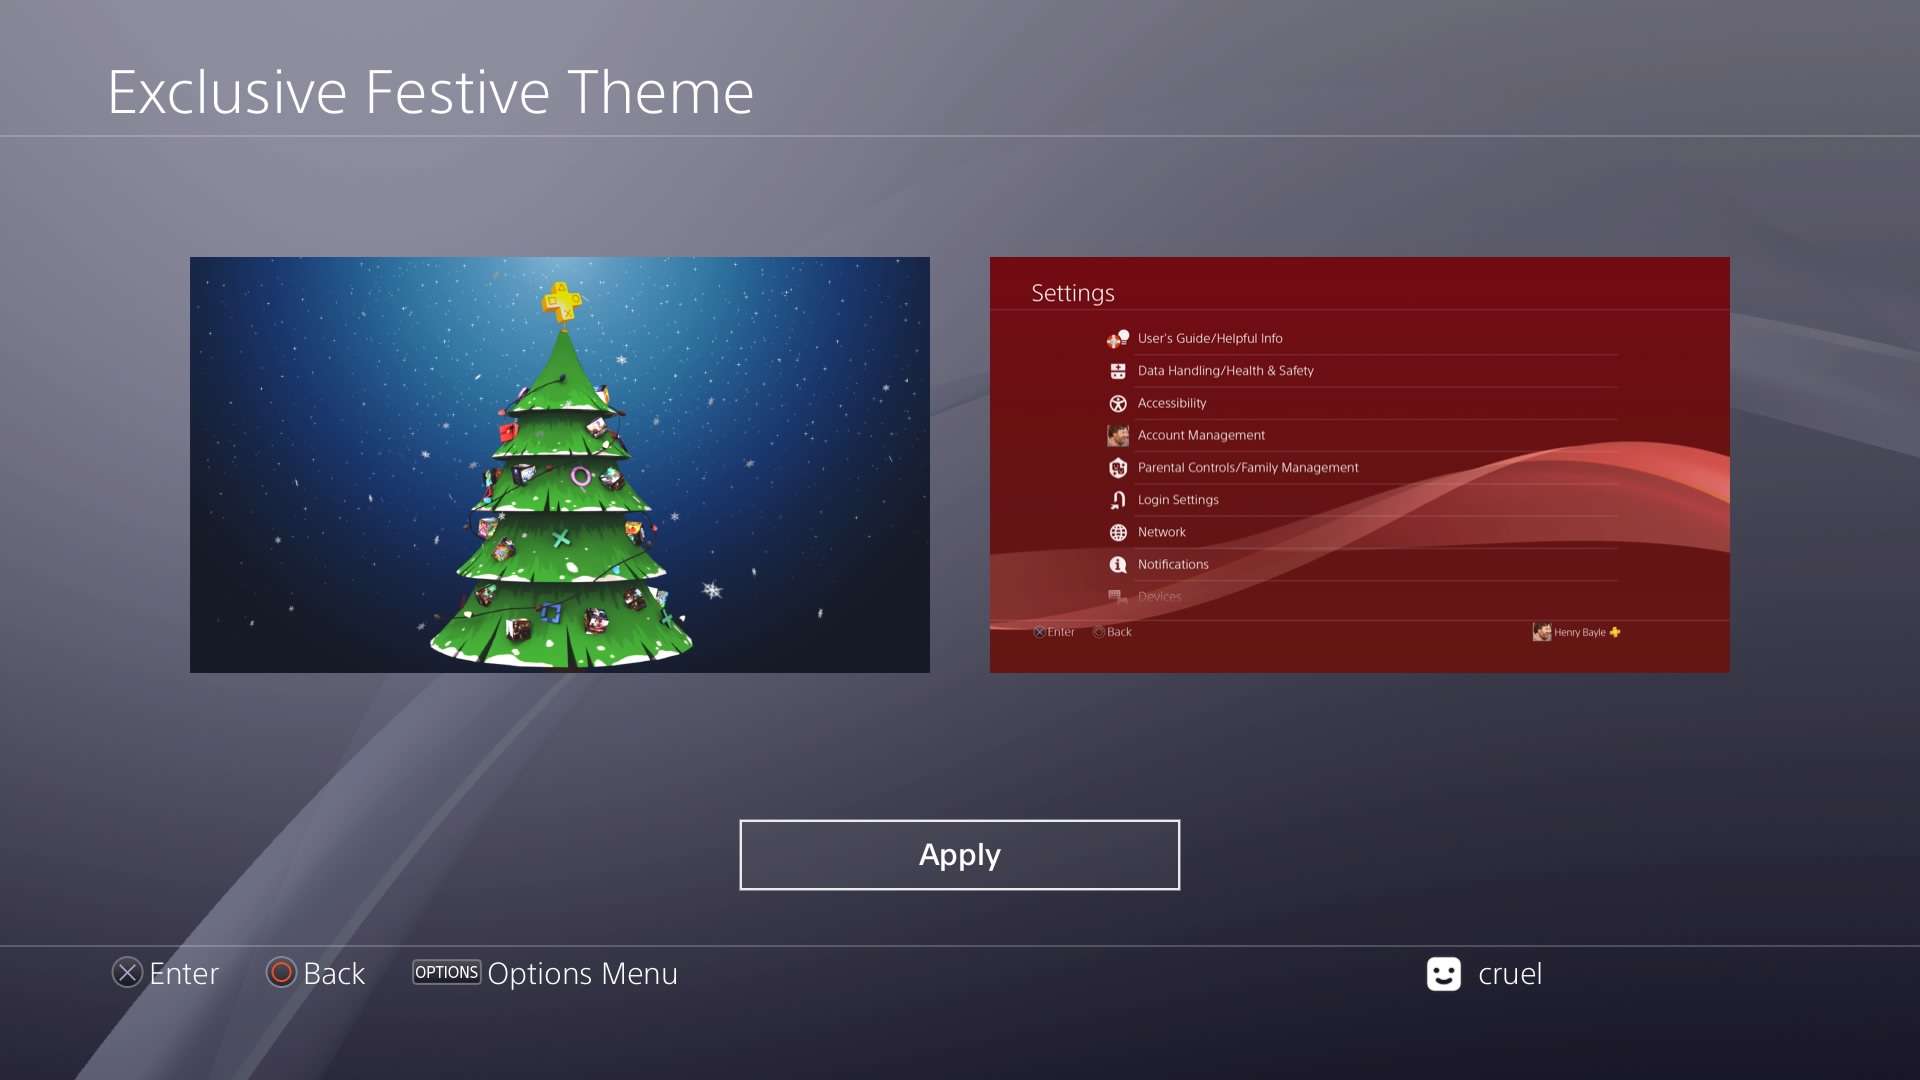 Exclusive Festive Theme
Settings
User's Guide/Helpful Info
Data Handling/Health & Safety
Accessibility
Account Management
Parental Controls/Family Management
Login Settings
Network
Notifications
Devices
Enter Back Henry Bayle
Apply
Enter Back OPTIONS Options Menu cruel